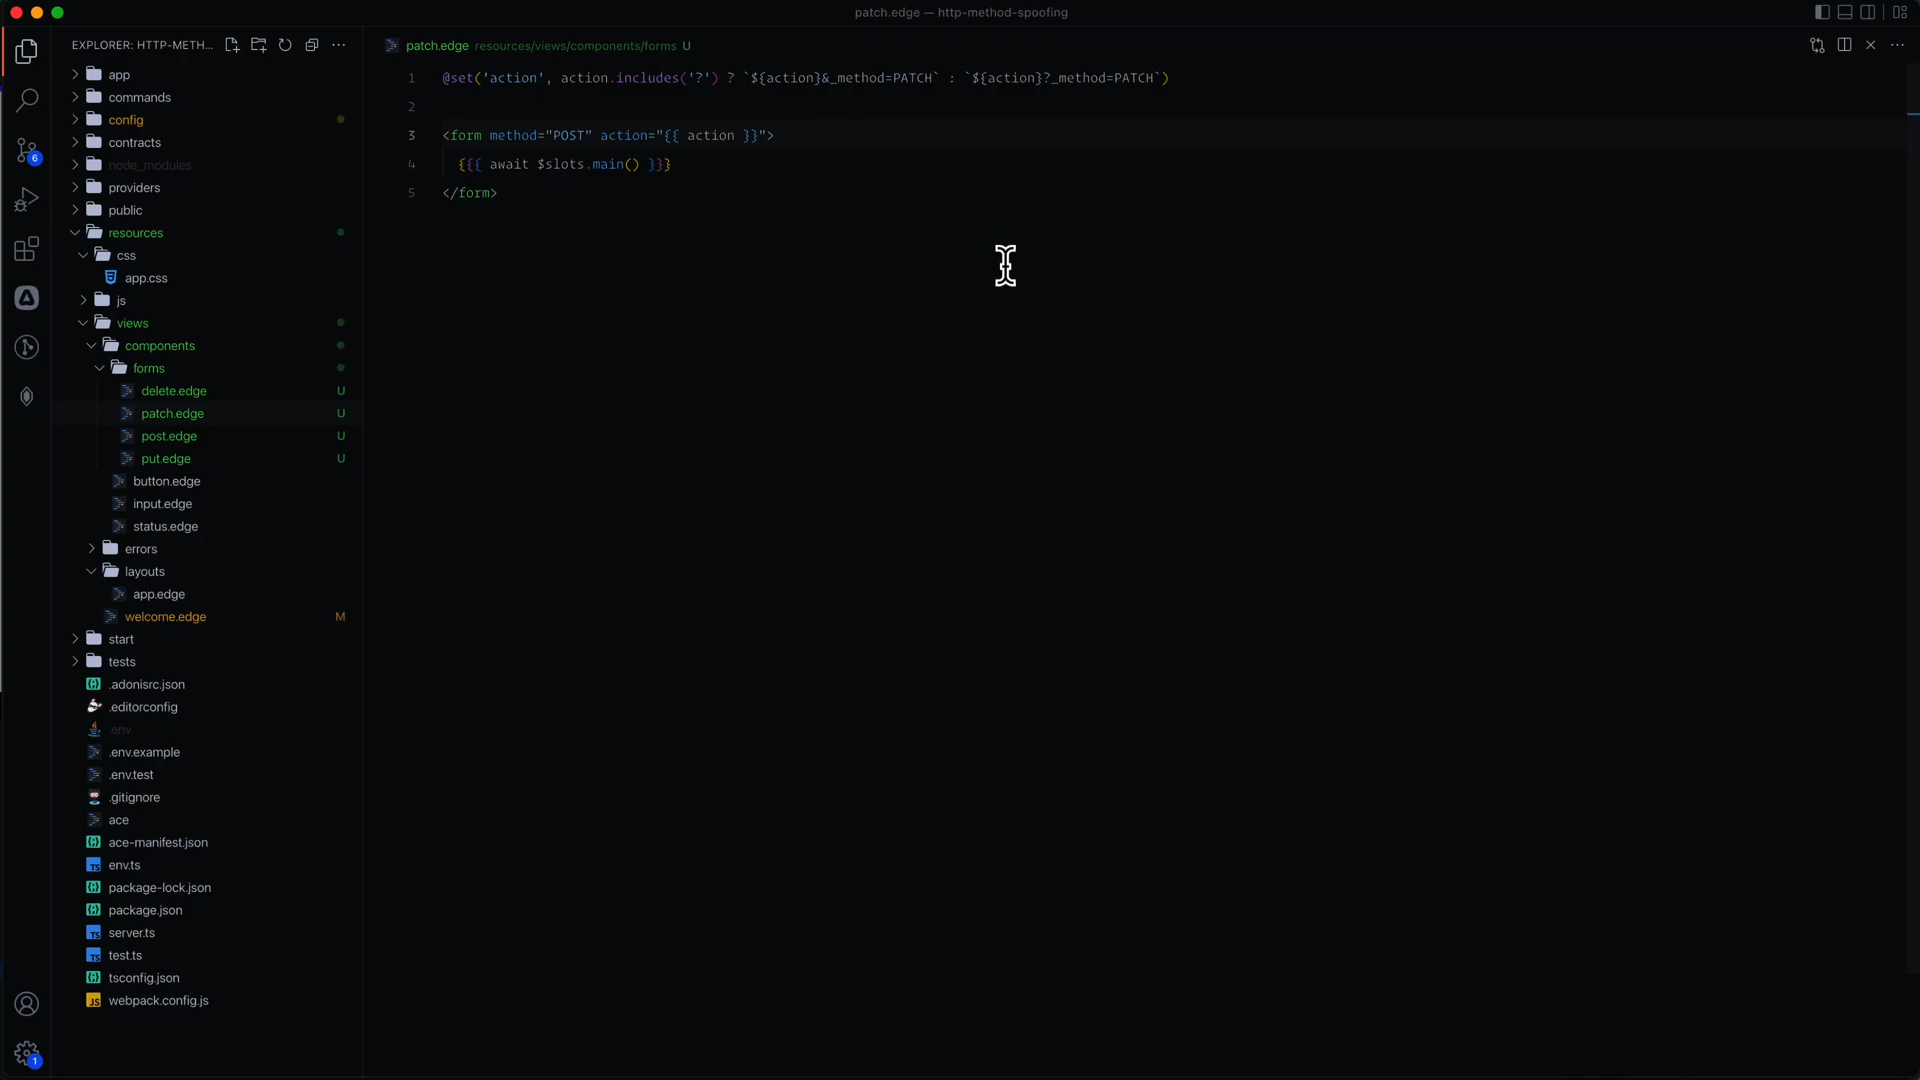 patch.edge — http-method-spoofing
EXPLORER: HTTP-METH...
patch.edge resources/views/components/forms U
app
commands
config
contracts
node_modules
providers
public
resources
css
app.css
js
views
components
forms
delete.edge U
patch.edge U
post.edge U
put.edge U
button.edge
input.edge
status.edge
errors
layouts
app.edge
welcome.edge M
start
tests
.adonisrc.json
.editorconfig
.env
.env.example
.env.test
.gitignore
ace
ace-manifest.json
env.ts
package-lock.json
package.json
server.ts
test.ts
tsconfig.json
webpack.config.js
6
1
1 @set('action', action.includes('?') ? `${action}&_method=PATCH` : `${action}?_method=PATCH`)
2
3 <form method="POST" action="{{ action }}">
4 {{{ await $slots.main() }}}
5 </form>